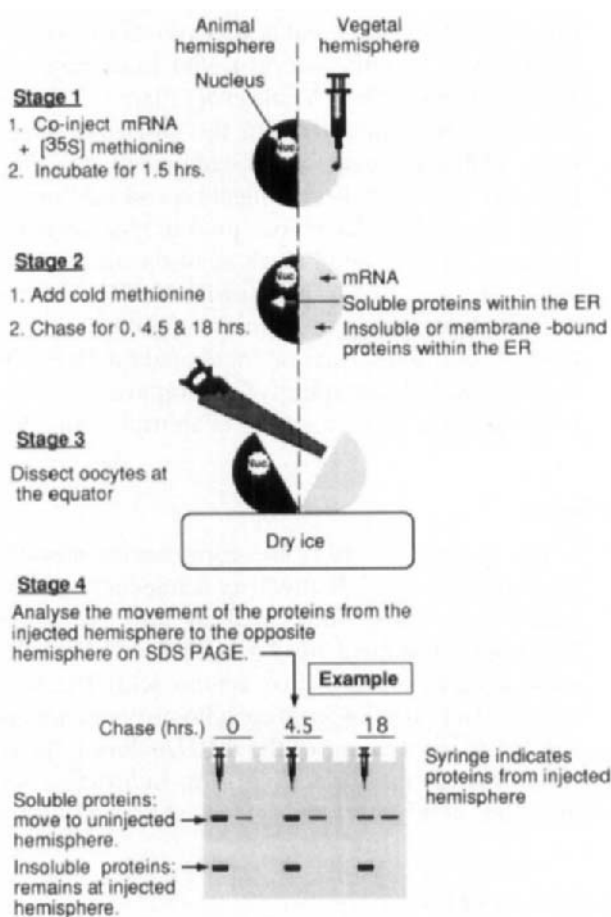 Animal
hemisphere
Vegetal
hemisphere
Nucleus
Stage 1
1. Co-inject mRNA
+ [35S] methionine
2. Incubate for 1.5 hrs.
Nuc
Stage 2
1. Add cold methionine
2. Chase for 0, 4.5 & 18 hrs.
Nuc
mRNA
Soluble proteins within the ER
Insoluble or membrane -bound
proteins within the ER
Stage 3
Dissect oocytes at
the equator
Nuc
Dry ice
Stage 4
Analyse the movement of the proteins from the
injected hemisphere to the opposite
hemisphere on SDS PAGE.
Example
Chase (hrs.) 0 4.5 18
Syringe indicates
proteins from injected
hemisphere
Soluble proteins:
move to uninjected
hemisphere.
Insoluble proteins:
remains at injected
hemisphere.